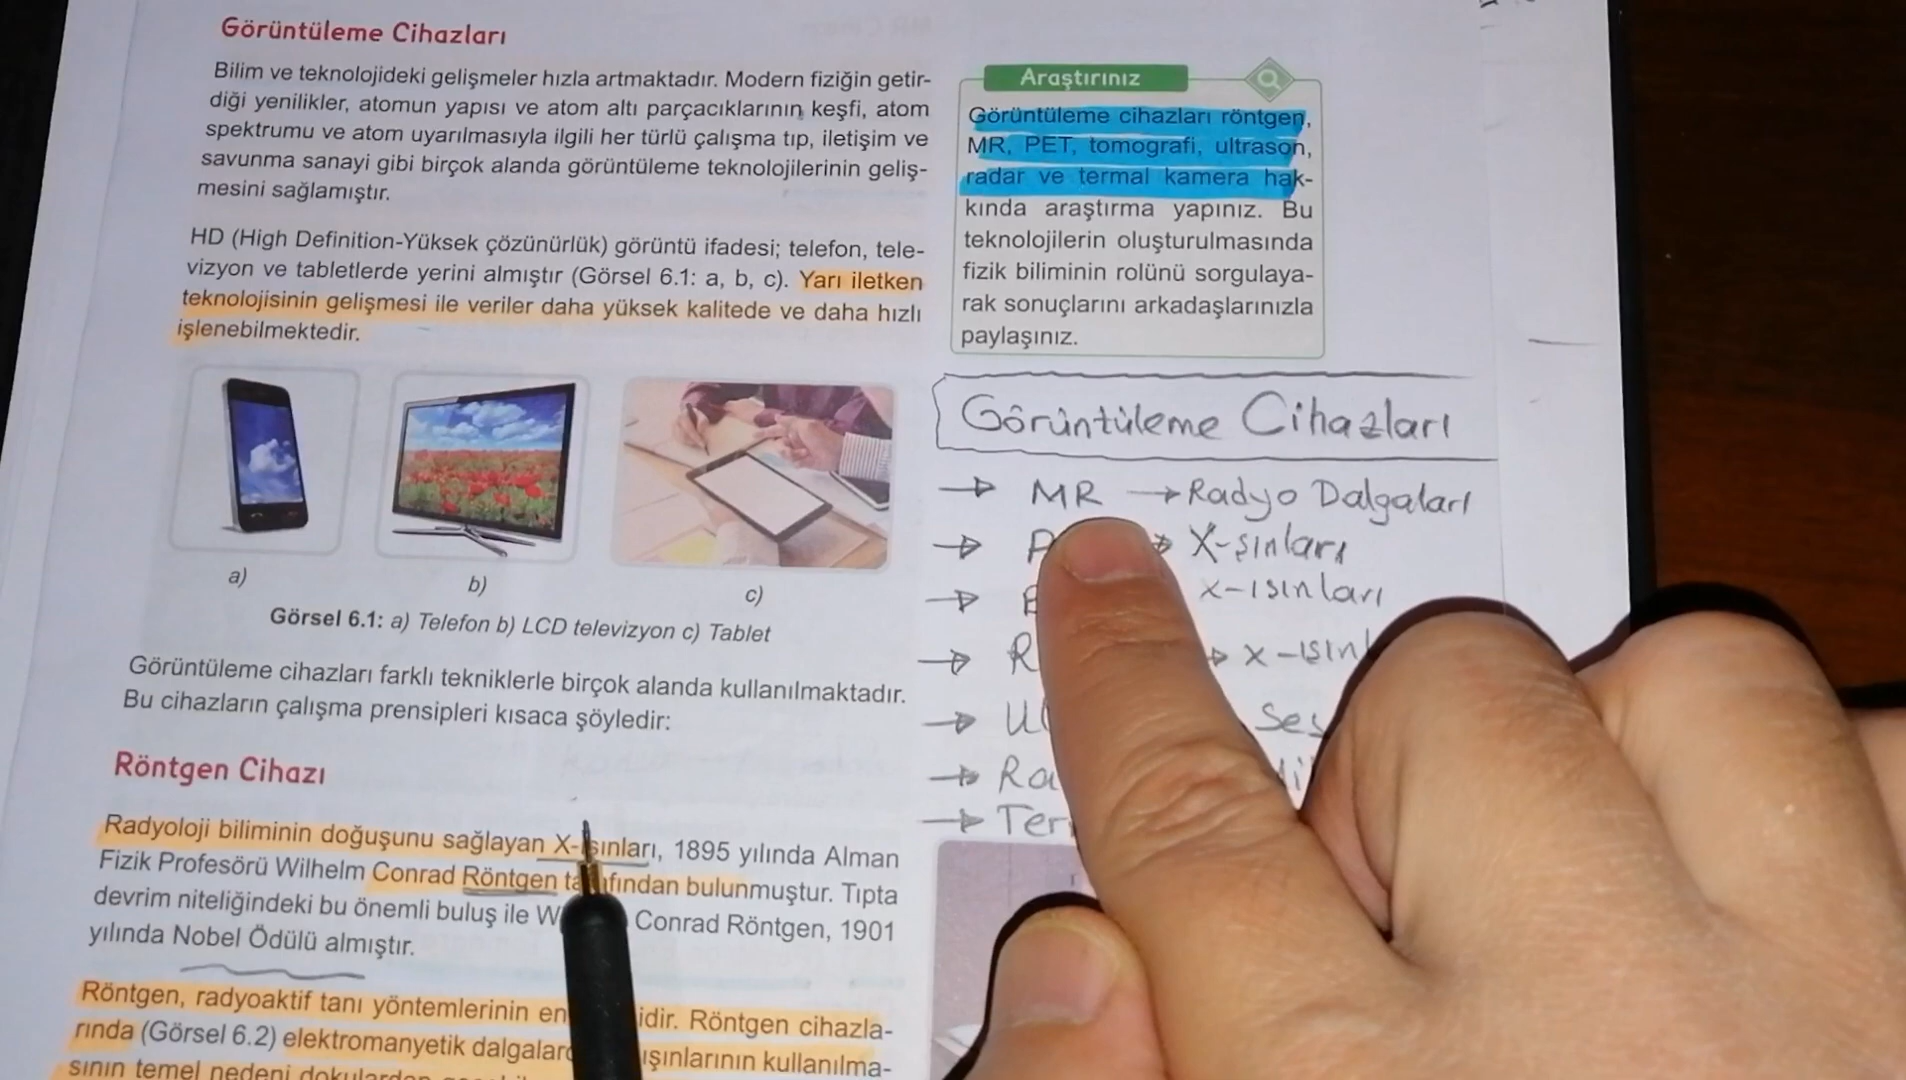 Görüntüleme Cihazları
Bilim ve teknolojideki gelişmeler hızla artmaktadır. Modern fiziğin getir-
diği yenilikler, atomun yapısı ve atom altı parçacıklarının keşfi, atom
spektrumu ve atom uyarılmasıyla ilgili her türlü çalışma tıp, iletişim ve
savunma sanayi gibi birçok alanda görüntüleme teknolojilerinin geliş-
mesini sağlamıştır.
HD (High Definition-Yüksek çözünürlük) görüntü ifadesi; telefon, tele-
vizyon ve tabletlerde yerini almıştır (Görsel 6.1: a, b, c). Yarı iletken
teknolojisinin gelişmesi ile veriler daha yüksek kalitede ve daha hızlı
işlenebilmektedir.
a)
b)
c)
Görsel 6.1: a) Telefon b) LCD televizyon c) Tablet
Görüntüleme cihazları farklı tekniklerle birçok alanda kullanılmaktadır.
Bu cihazların çalışma prensipleri kısaca şöyledir:
Röntgen Cihazı
Radyoloji biliminin doğuşunu sağlayan X-ışınları, 1895 yılında Alman
Fizik Profesörü Wilhelm Conrad Röntgen tarafından bulunmuştur. Tıpta
devrim niteliğindeki bu önemli buluş ile Conrad Röntgen, 1901
yılında Nobel Ödülü almıştır.
Röntgen, radyoaktif tanı yöntemlerinin en idir. Röntgen cihazla-
rında (Görsel 6.2) elektromanyetik dalgalar ışınlarının kullanılma-
sının temel nedeni dokulardan
Araştırınız
Görüntüleme cihazları röntgen,
MR, PET, tomografi, ultrason,
radar ve termal kamera hak-
kında araştırma yapınız. Bu
teknolojilerin oluşturulmasında
fizik biliminin rolünü sorgulaya-
rak sonuçlarını arkadaşlarınızla
paylaşınız.
Görüntüleme Cihazları
→ MR → Radyo Dalgaları
→ → X-şınları
→ x-ışınları
→ R → x-ışınl
→ Ul Ses
→ Ra
→ Ter